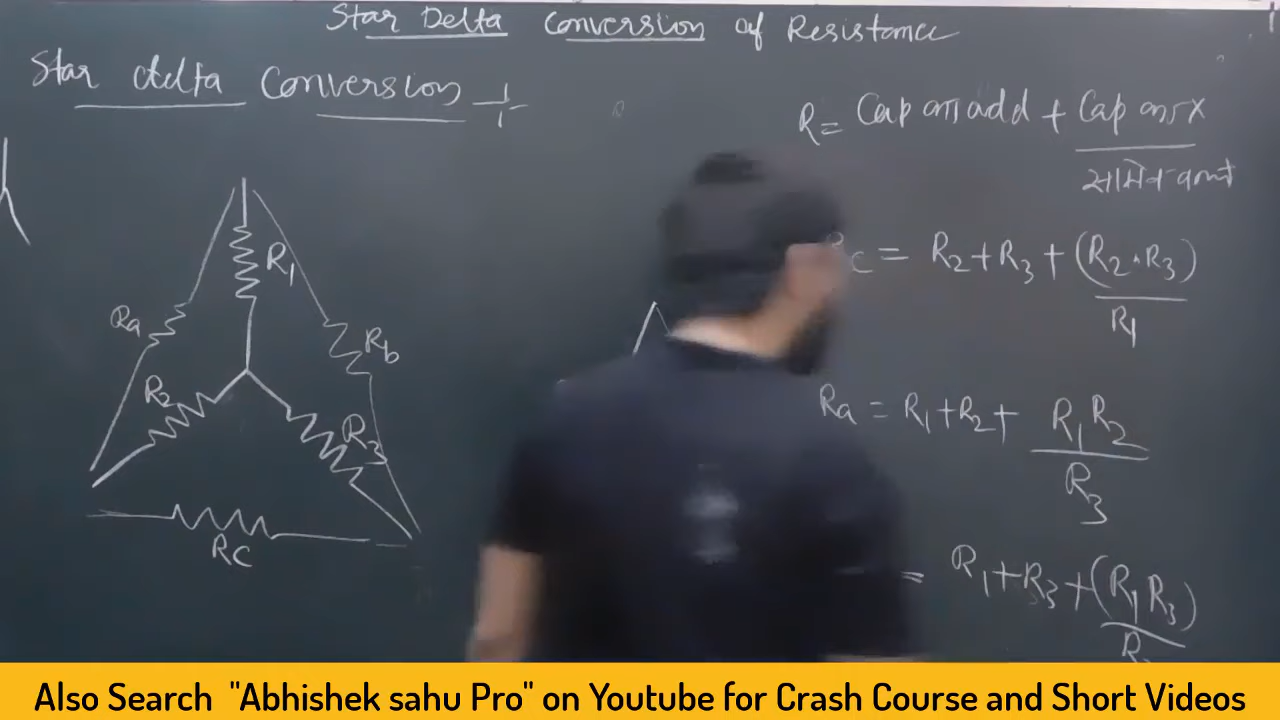 Star Delta Conversion of Resistance
Star delta Conversion
R = Cap का add + Cap का x
सामने वाला
R1
Ra
Rb
R2
R3
RC
c = R2 + R3 + (R2 . R3)
R1
Ra = R1 + R2 + R1 R2
R3
= R1 + R3 + (R1 R3)
Also Search "Abhishek sahu Pro" on Youtube for Crash Course and Short Videos